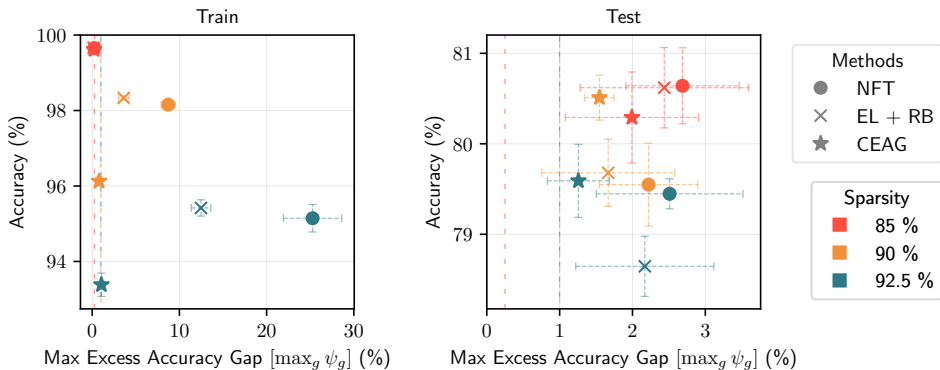 Train
Accuracy (%)
100
98
96
94
0
10
20
30
Max Excess Accuracy Gap [max_g ψ_g] (%)
Test
Accuracy (%)
81
80
79
0
1
2
3
Max Excess Accuracy Gap [max_g ψ_g] (%)
Methods
NFT
EL + RB
CEAG
Sparsity
85 %
90 %
92.5 %